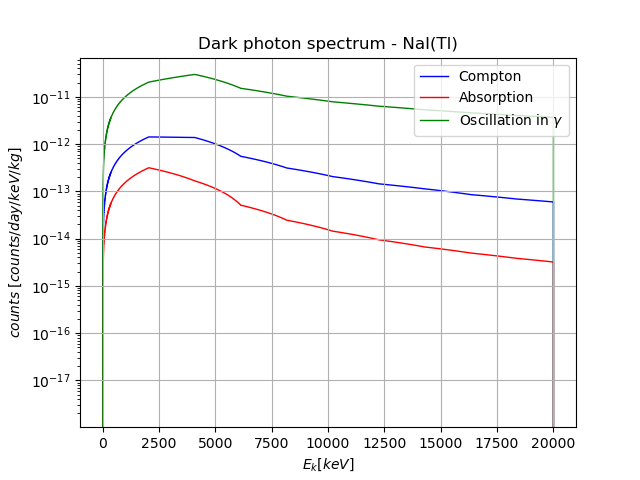 Dark photon spectrum - NaI(Tl)
Compton
Absorption
Oscillation in γ
counts [counts/day/keV/kg]
10⁻¹¹
10⁻¹²
10⁻¹³
10⁻¹⁴
10⁻¹⁵
10⁻¹⁶
10⁻¹⁷
0 2500 5000 7500 10000 12500 15000 17500 20000
E_k[keV]